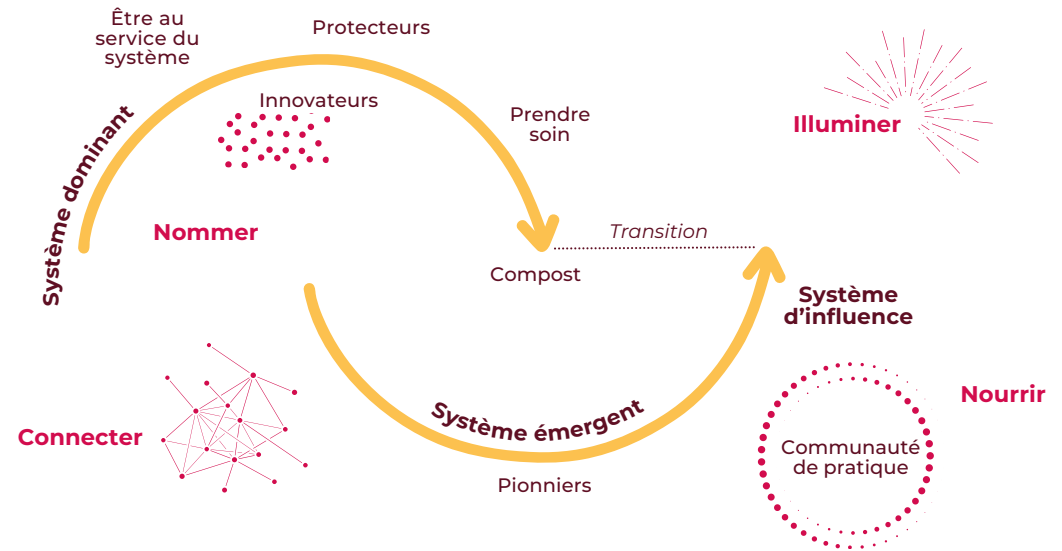 Être au
service du
système
Protecteurs
Innovateurs
Prendre
soin
Illuminer
Système dominant
Nommer
Transition
Compost
Système
d’influence
Connecter
Système émergent
Pionniers
Nourrir
Communauté
de pratique